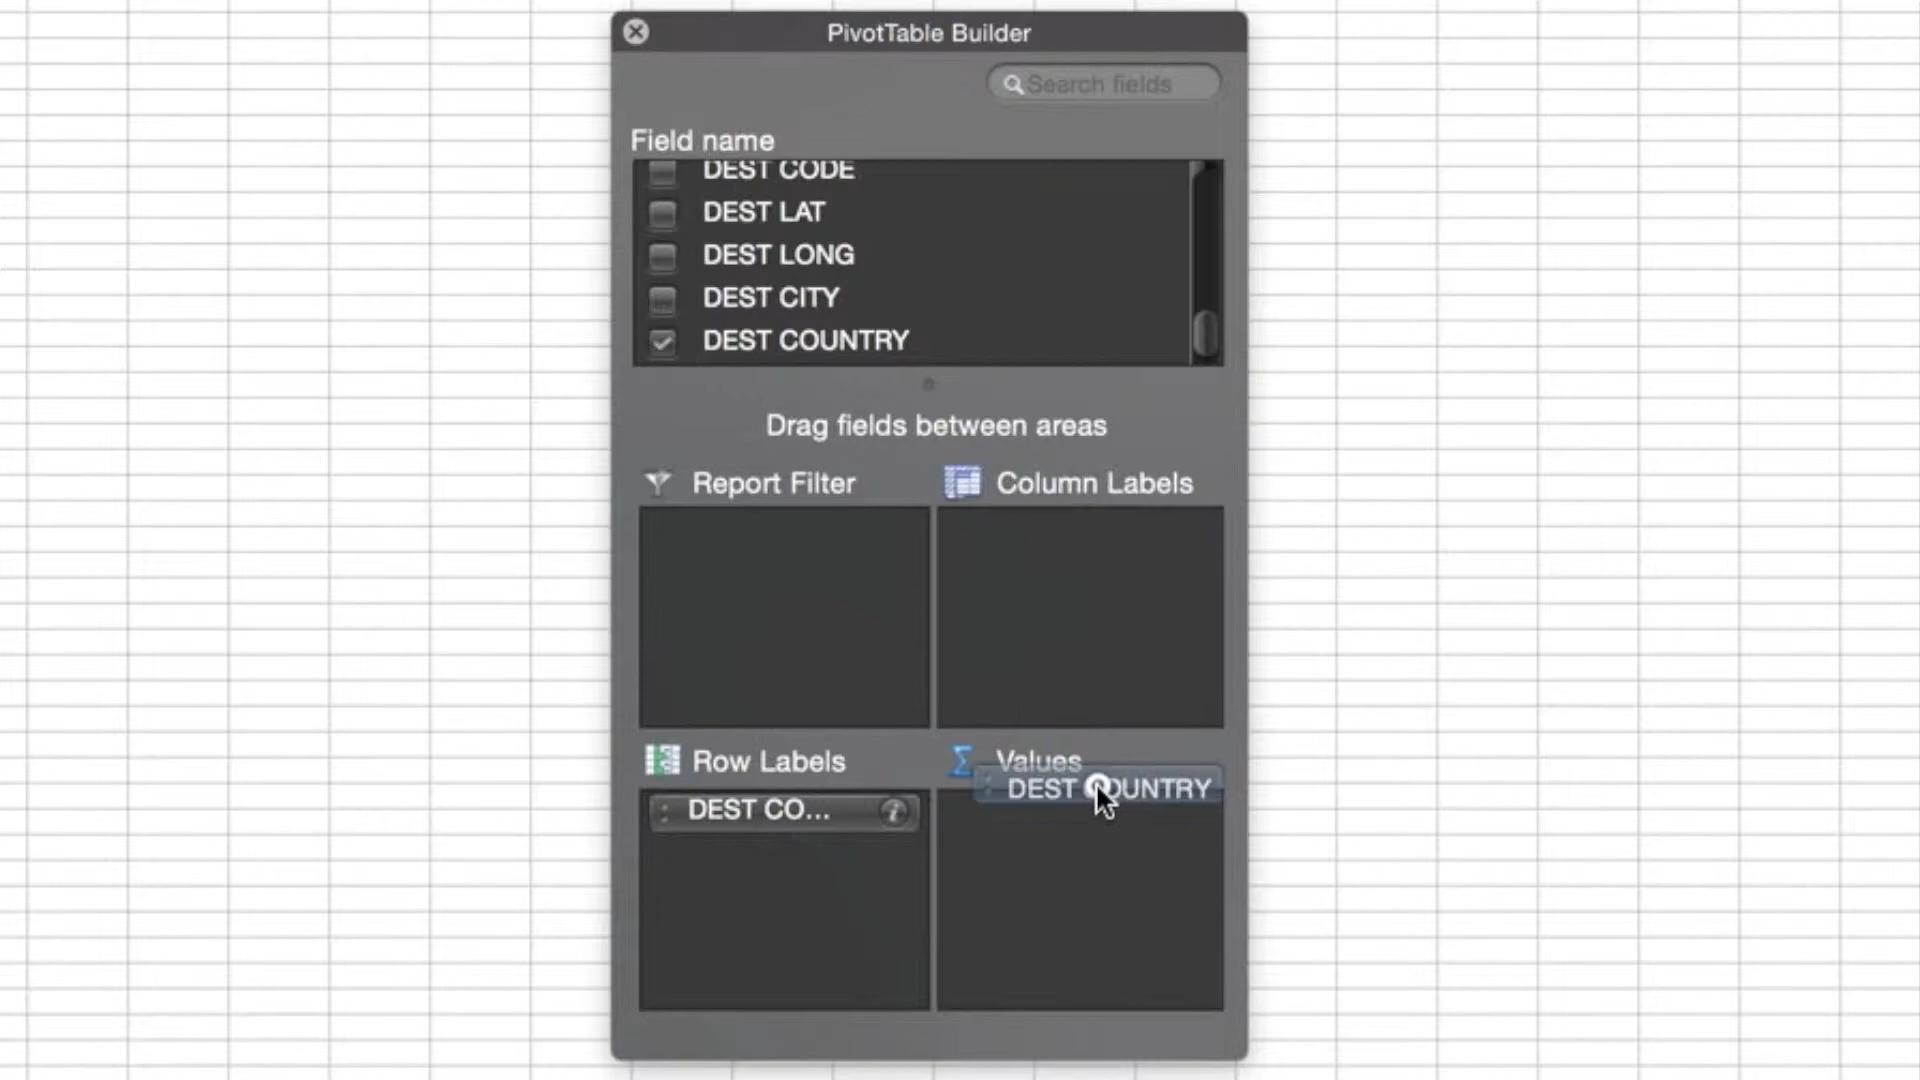 PivotTable Builder
Search fields
Field name
DEST CODE
DEST LAT
DEST LONG
DEST CITY
DEST COUNTRY
Drag fields between areas
Report Filter
Column Labels
Row Labels
Values
DEST CO...
DEST COUNTRY